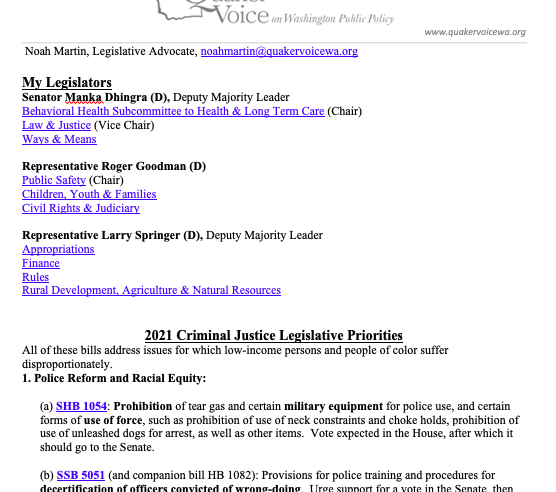 Quaker
Voice on Washington Public Policy
www.quakervoicewa.org
Noah Martin, Legislative Advocate, noahmartin@quakervoicewa.org
My Legislators
Senator Manka Dhingra (D), Deputy Majority Leader
Behavioral Health Subcommittee to Health & Long Term Care (Chair)
Law & Justice (Vice Chair)
Ways & Means
Representative Roger Goodman (D)
Public Safety (Chair)
Children, Youth & Families
Civil Rights & Judiciary
Representative Larry Springer (D), Deputy Majority Leader
Appropriations
Finance
Rules
Rural Development, Agriculture & Natural Resources
2021 Criminal Justice Legislative Priorities
All of these bills address issues for which low-income persons and people of color suffer
disproportionately.
1. Police Reform and Racial Equity:
(a) SHB 1054: Prohibition of tear gas and certain military equipment for police use, and certain
forms of use of force, such as prohibition of use of neck constraints and choke holds, prohibition of
use of unleashed dogs for arrest, as well as other items. Vote expected in the House, after which it
should go to the Senate.
(b) SSB 5051 (and companion bill HB 1082): Provisions for police training and procedures for
decertification of officers convicted of wrong-doing. Urge support for a vote in the Senate, then